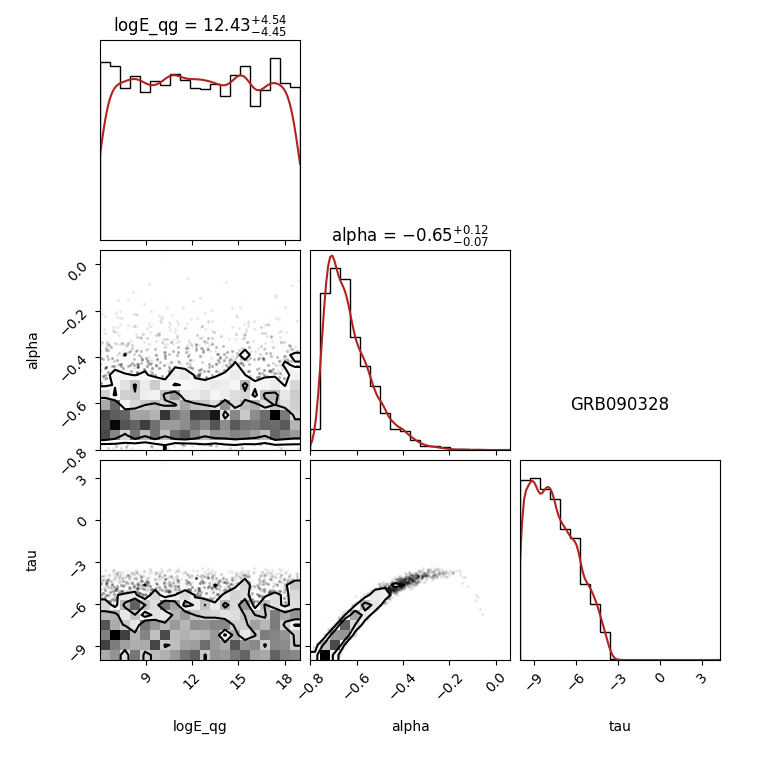 logE_qg = 12.43+4.54 −4.45
alpha = −0.65+0.12 −0.07
0.0
−0.2
−0.4
−0.6
−0.8
alpha
GRB090328
3
0
−3
−6
−9
tau
9 12 15 18
−0.8 −0.6 −0.4 −0.2 0.0
−9 −6 −3 0 3
logE_qg alpha tau